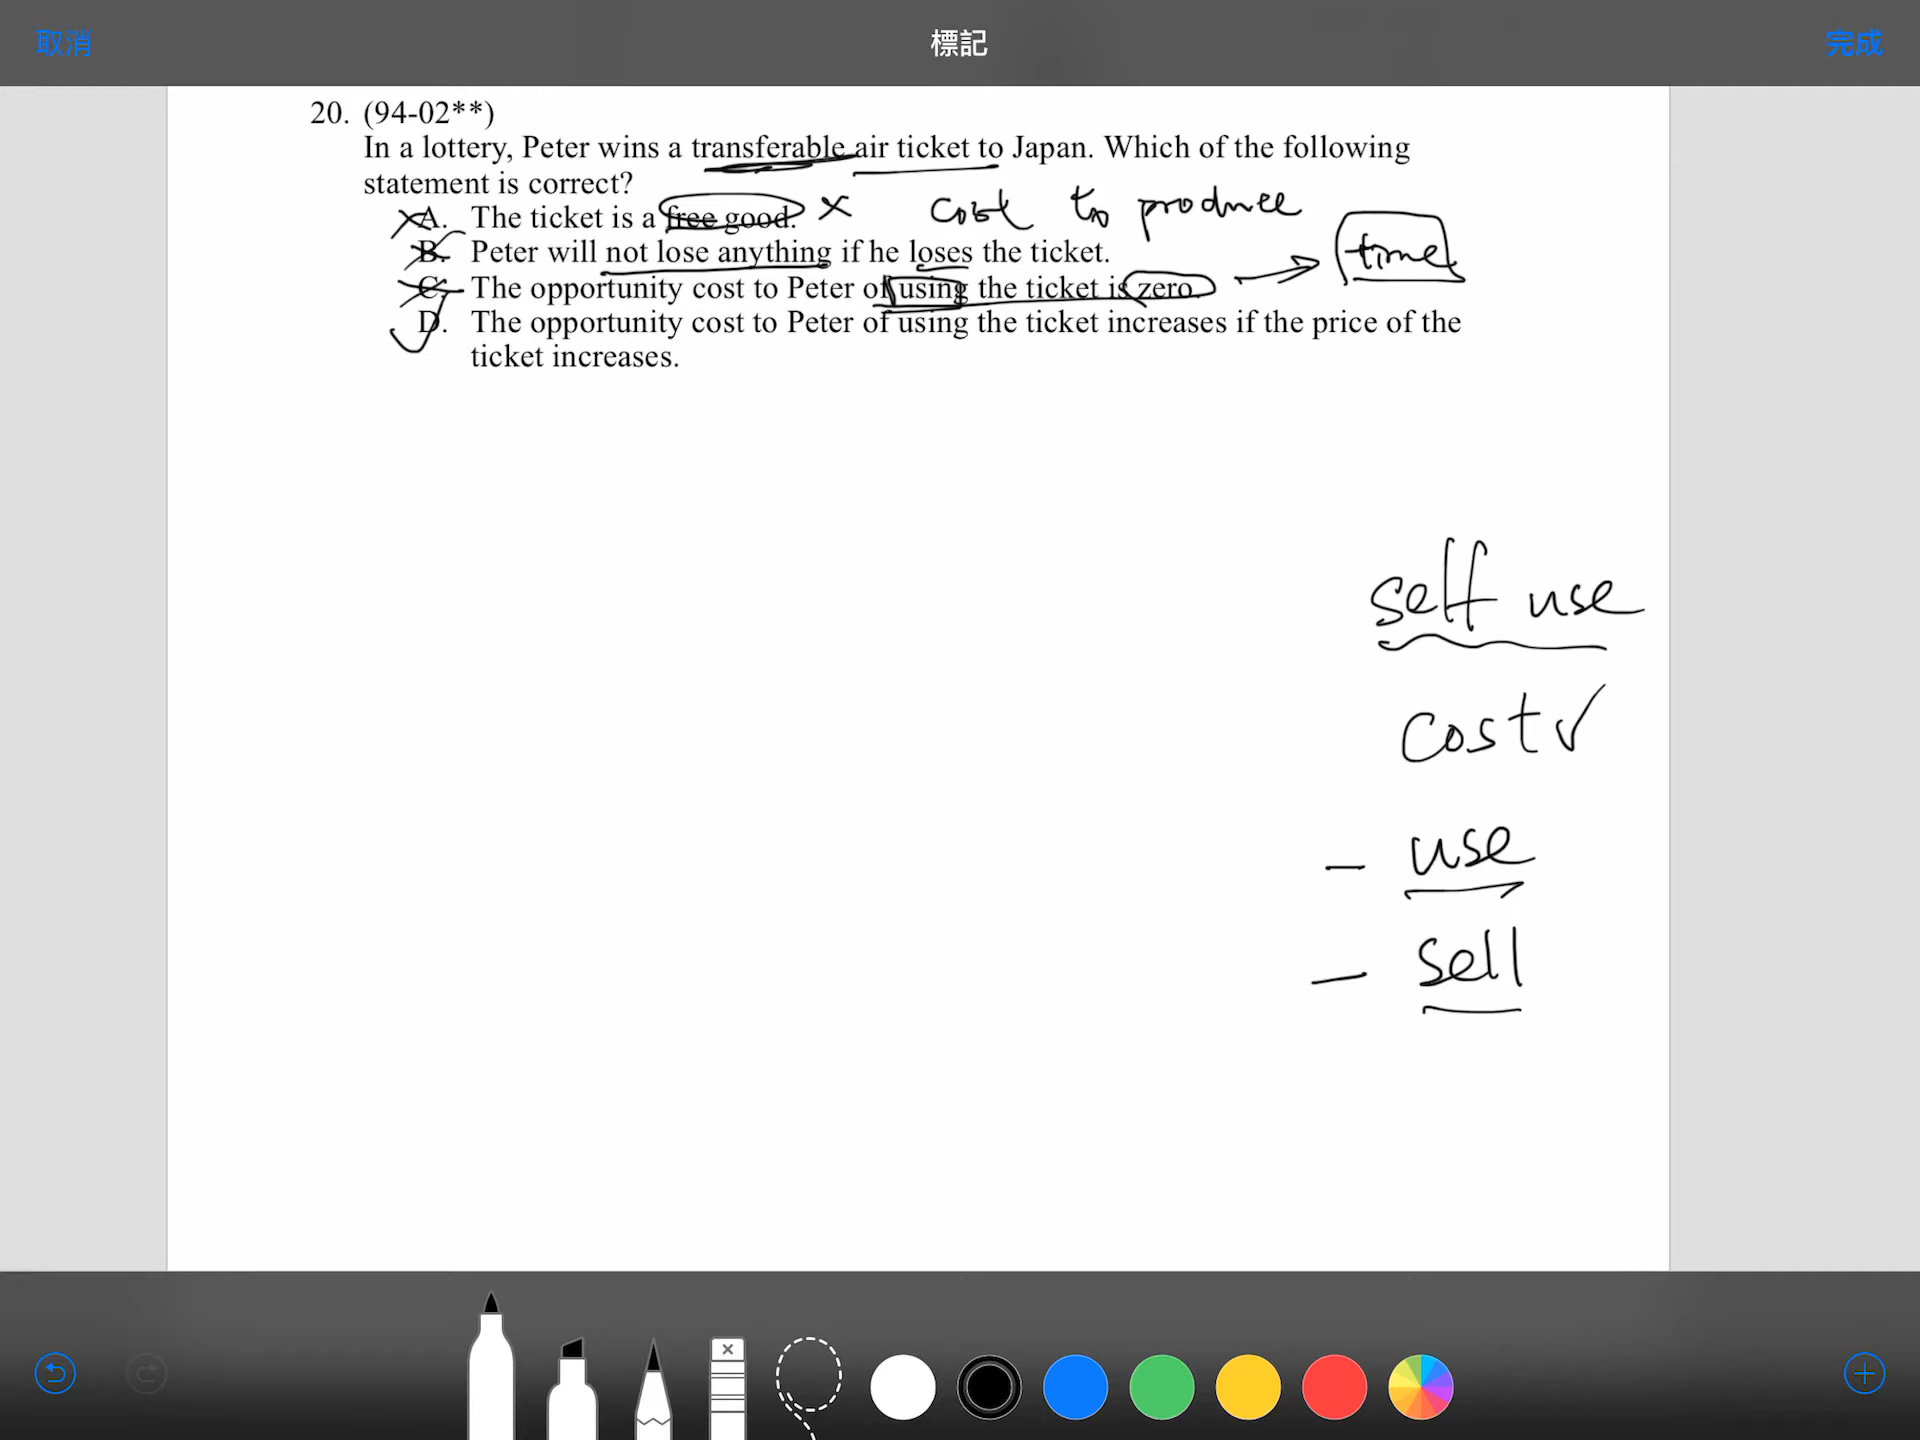 取消 標記 完成
20. (94-02**)
In a lottery, Peter wins a transferable air ticket to Japan. Which of the following
statement is correct?
A. The ticket is a free good. x cost to produce
B. Peter will not lose anything if he loses the ticket.
time
C. The opportunity cost to Peter of using the ticket is zero.
D. The opportunity cost to Peter of using the ticket increases if the price of the
ticket increases.
self use
cost ✓
- use
- sell